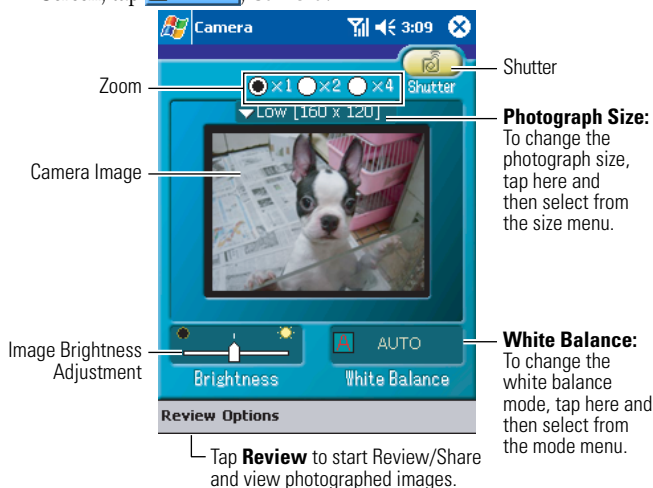 Camera 3:09
Zoom
×1 ×2 ×4
Shutter
Shutter
Low [160 x 120]
Photograph Size:
To change the
photograph size,
tap here and
then select from
the size menu.
Camera Image
Image Brightness
Adjustment
Brightness
A AUTO
White Balance
White Balance:
To change the
white balance
mode, tap here and
then select from
the mode menu.
Review Options
Tap Review to start Review/Share
and view photographed images.